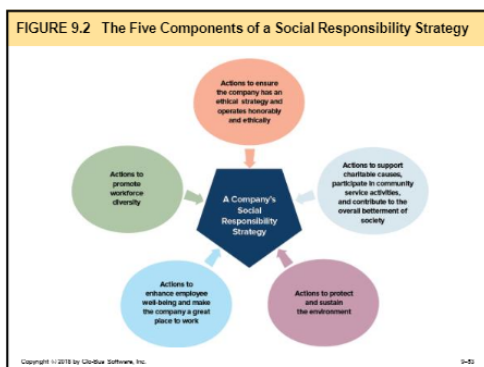 FIGURE 9.2 The Five Components of a Social Responsibility Strategy
Actions to ensure
the company has an
ethical strategy and
operates honorably
and ethically
Actions to
promote
workforce
diversity
A Company's
Social
Responsibility
Strategy
Actions to support
charitable causes,
participate in community
service activities,
and contribute to the
overall betterment of
society
Actions to
enhance employee
well-being and make
the company a great
place to work
Actions to protect
and sustain
the environment
Copyright © 2018 by Glo-Bus Software, Inc.